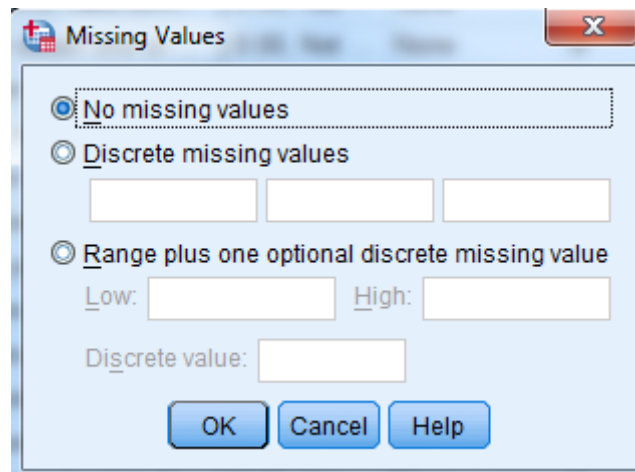 Missing Values
No missing values
Discrete missing values
Range plus one optional discrete missing value
Low: High:
Discrete value:
OK Cancel Help